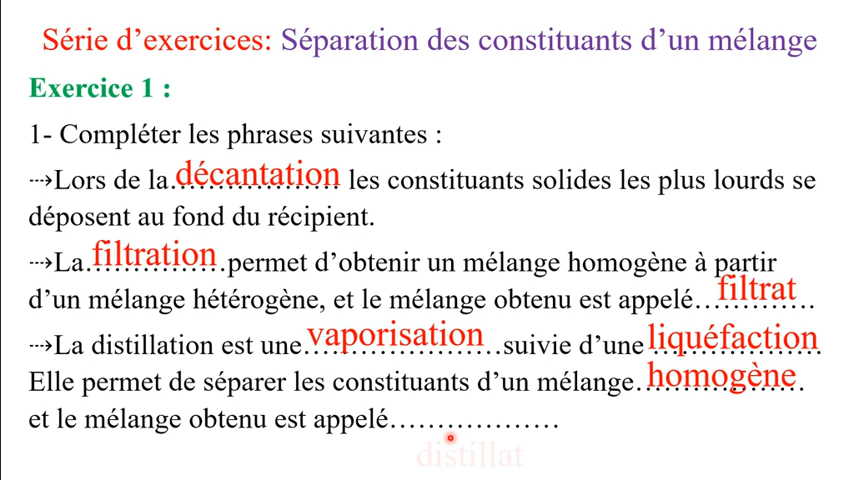 Série d’exercices: Séparation des constituants d’un mélange
Exercice 1 :
1- Compléter les phrases suivantes :
⇢Lors de la décantation les constituants solides les plus lourds se
déposent au fond du récipient.
⇢La filtration permet d’obtenir un mélange homogène à partir
d’un mélange hétérogène, et le mélange obtenu est appelé filtrat
⇢La distillation est une vaporisation suivie d’une liquéfaction
Elle permet de séparer les constituants d’un mélange homogène
et le mélange obtenu est appelé………………
distillat